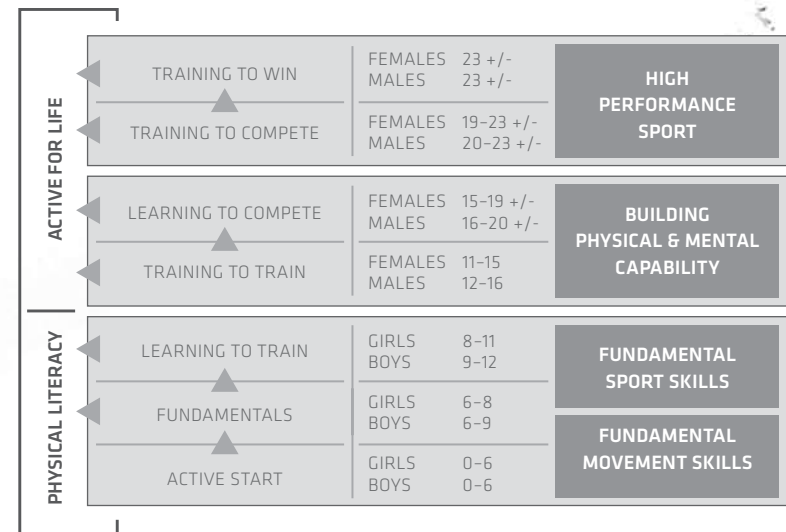 ACTIVE FOR LIFE
TRAINING TO WIN
FEMALES 23 +/-
MALES 23 +/-
TRAINING TO COMPETE
FEMALES 19–23 +/-
MALES 20–23 +/-
HIGH
PERFORMANCE
SPORT
LEARNING TO COMPETE
FEMALES 15–19 +/-
MALES 16–20 +/-
TRAINING TO TRAIN
FEMALES 11–15
MALES 12–16
BUILDING
PHYSICAL & MENTAL
CAPABILITY
PHYSICAL LITERACY
LEARNING TO TRAIN
GIRLS 8–11
BOYS 9–12
FUNDAMENTAL
SPORT SKILLS
FUNDAMENTALS
GIRLS 6–8
BOYS 6–9
FUNDAMENTAL
MOVEMENT SKILLS
ACTIVE START
GIRLS 0–6
BOYS 0–6